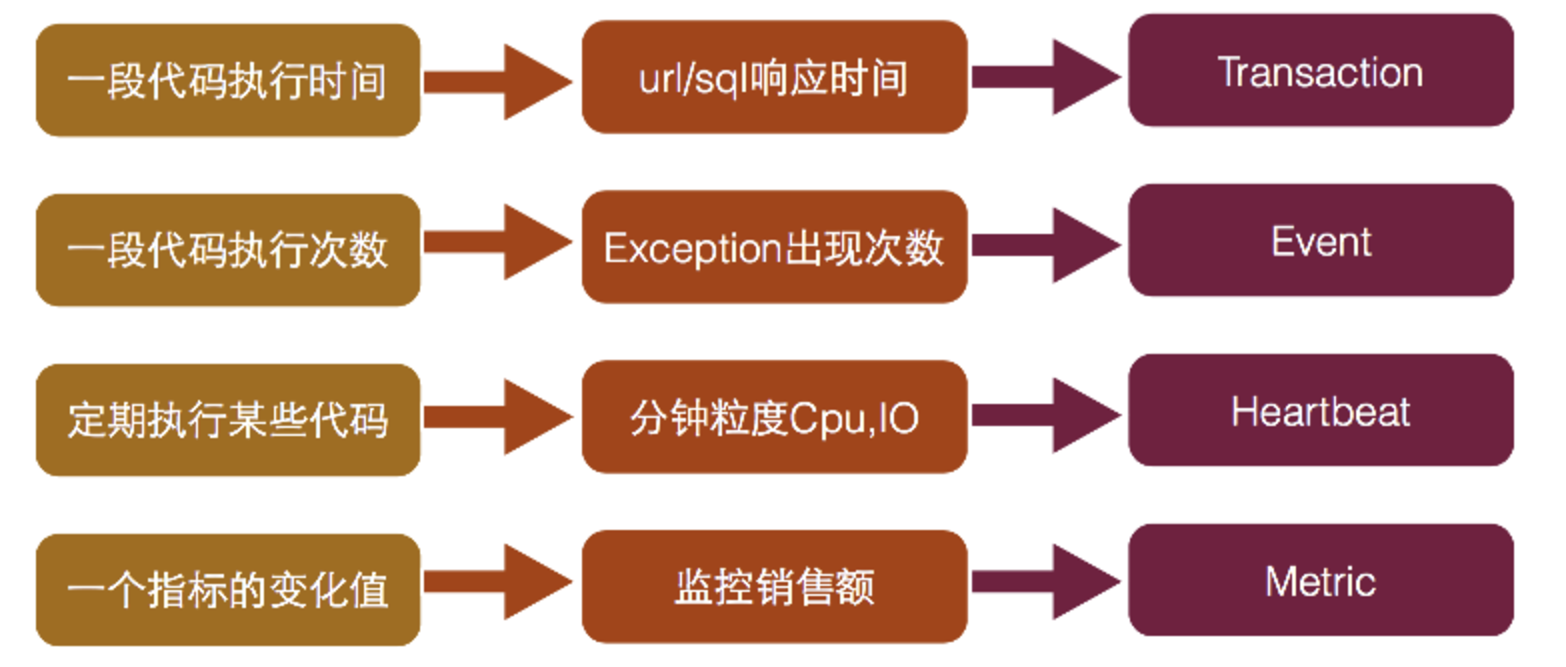 一段代码执行时间
url/sql响应时间
Transaction
一段代码执行次数
Exception出现次数
Event
定期执行某些代码
分钟粒度Cpu,IO
Heartbeat
一个指标的变化值
监控销售额
Metric